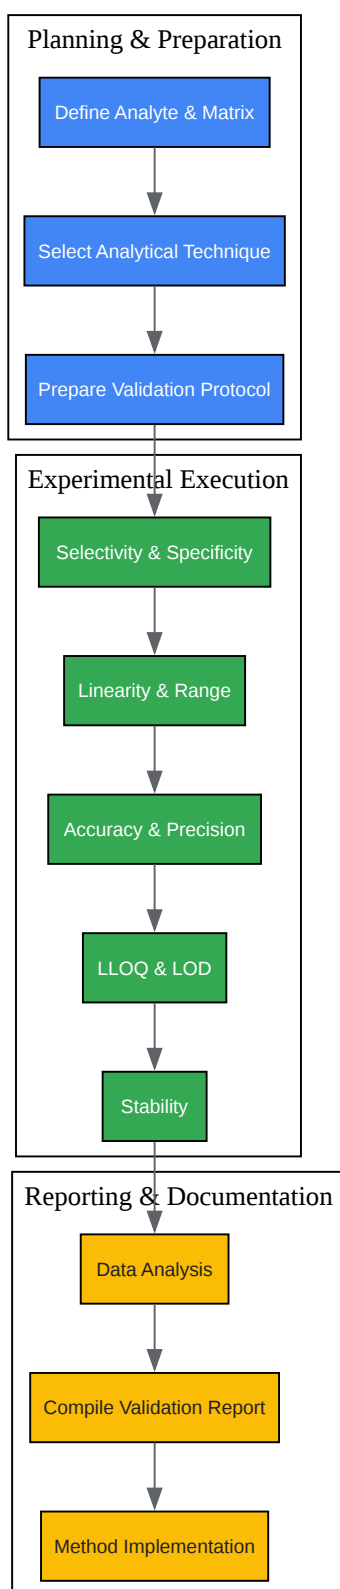 Planning & Preparation
Define Analyte & Matrix
Select Analytical Technique
Prepare Validation Protocol
Experimental Execution
Selectivity & Specificity
Linearity & Range
Accuracy & Precision
LLOQ & LOD
Stability
Reporting & Documentation
Data Analysis
Compile Validation Report
Method Implementation